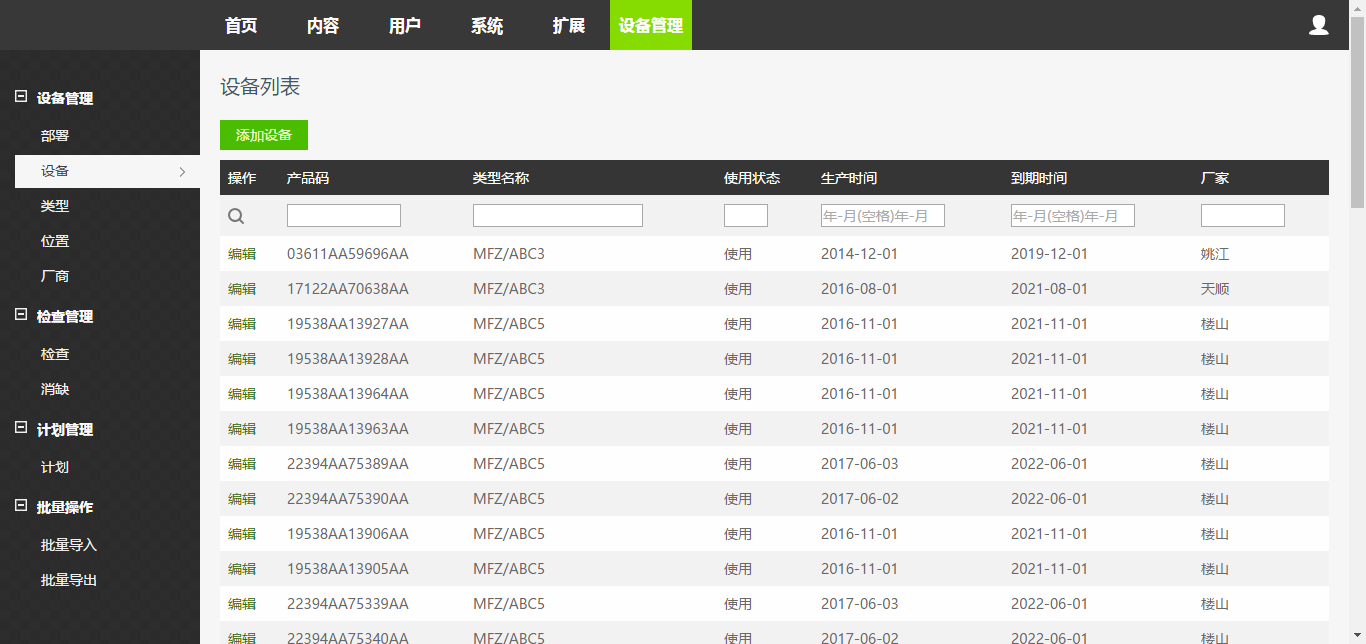 首页 内容 用户 系统 扩展 设备管理
设备管理
部署
设备
类型
位置
厂商
检查管理
检查
消缺
计划管理
计划
批量操作
批量导入
批量导出
设备列表
添加设备
操作 产品码 类型名称 使用状态 生产时间 到期时间 厂家
年-月(空格)年-月 年-月(空格)年-月
编辑 03611AA59696AA MFZ/ABC3 使用 2014-12-01 2019-12-01 姚江
编辑 17122AA70638AA MFZ/ABC3 使用 2016-08-01 2021-08-01 天顺
编辑 19538AA13927AA MFZ/ABC5 使用 2016-11-01 2021-11-01 楼山
编辑 19538AA13928AA MFZ/ABC5 使用 2016-11-01 2021-11-01 楼山
编辑 19538AA13964AA MFZ/ABC5 使用 2016-11-01 2021-11-01 楼山
编辑 19538AA13963AA MFZ/ABC5 使用 2016-11-01 2021-11-01 楼山
编辑 22394AA75389AA MFZ/ABC5 使用 2017-06-03 2022-06-01 楼山
编辑 22394AA75390AA MFZ/ABC5 使用 2017-06-02 2022-06-01 楼山
编辑 19538AA13906AA MFZ/ABC5 使用 2016-11-01 2021-11-01 楼山
编辑 19538AA13905AA MFZ/ABC5 使用 2016-11-01 2021-11-01 楼山
编辑 22394AA75339AA MFZ/ABC5 使用 2017-06-03 2022-06-01 楼山
编辑 22394AA75340AA MFZ/ABC5 使用 2017-06-02 2022-06-01 楼山